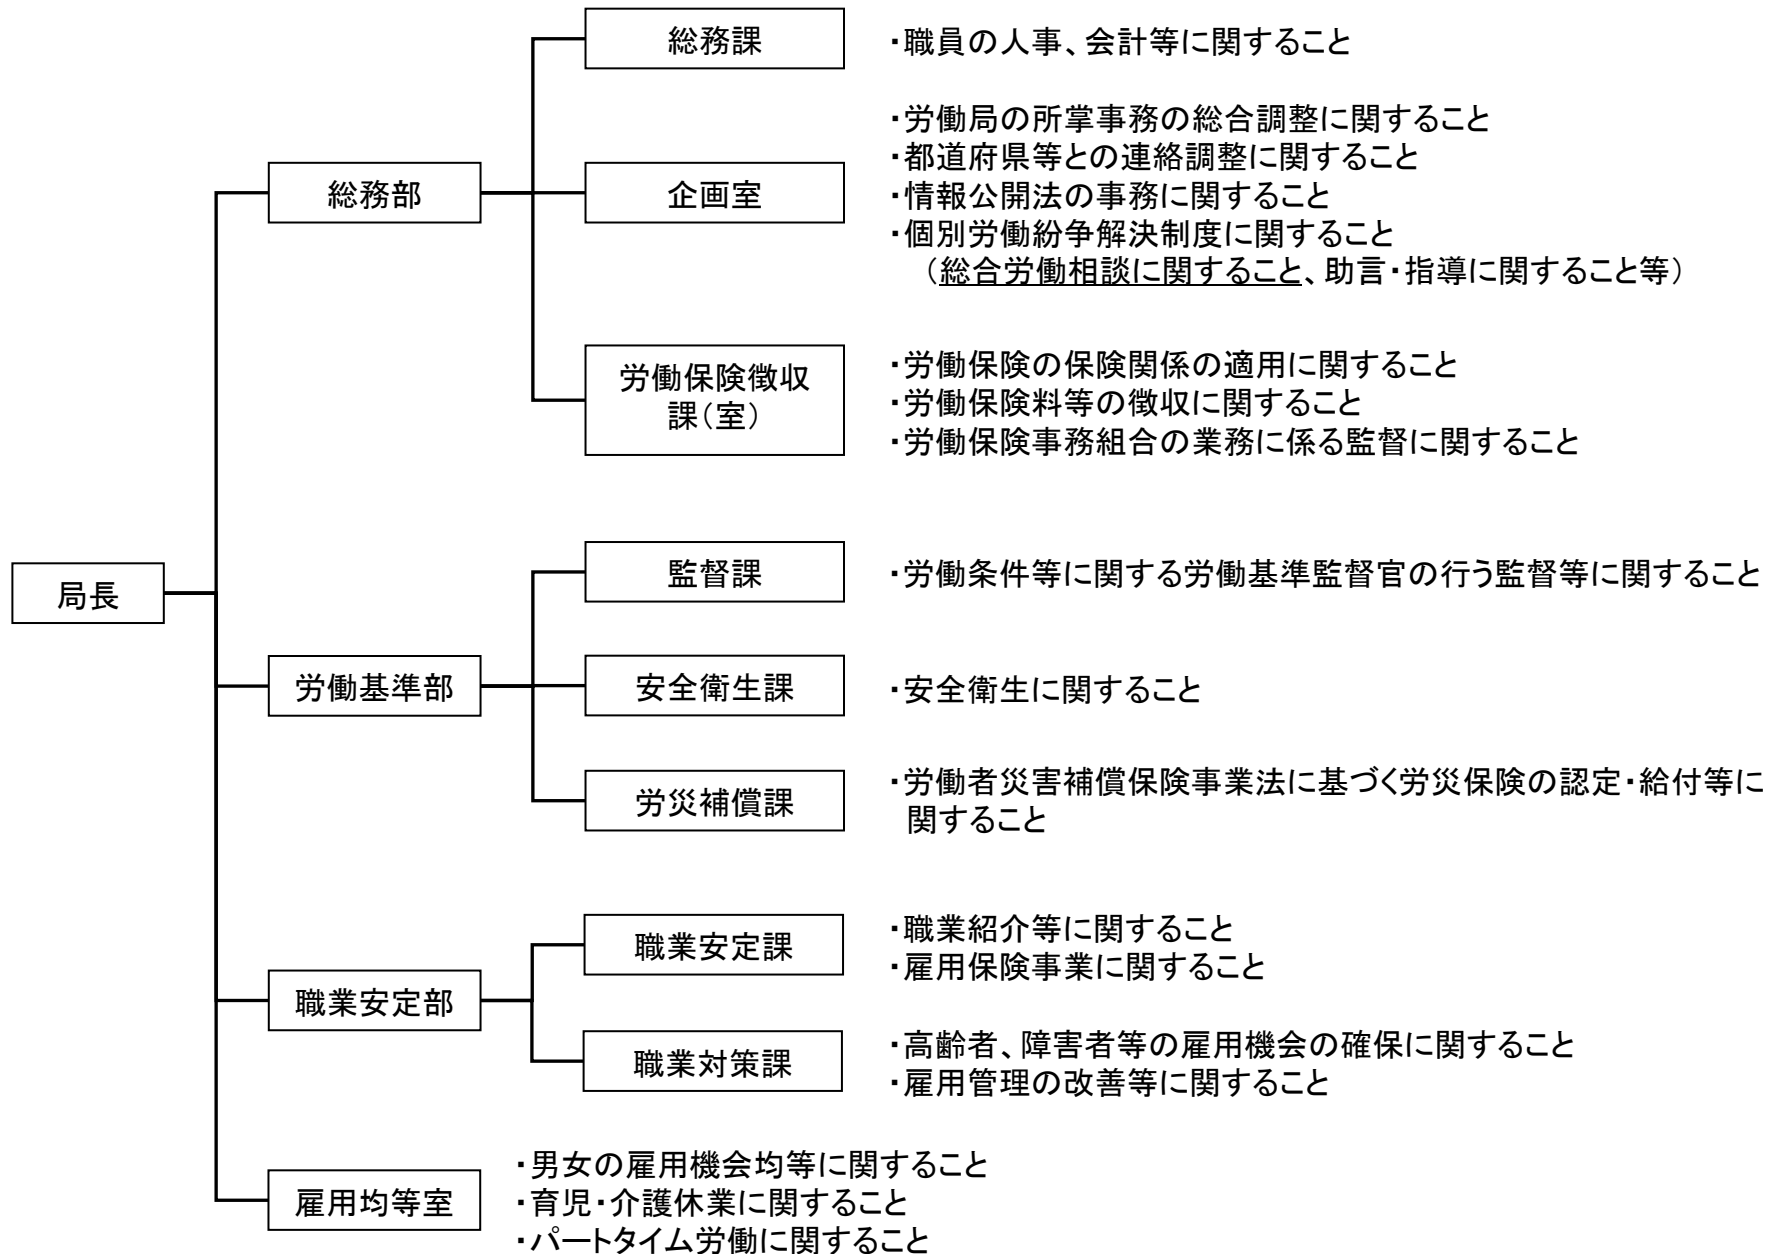 総務課
・職員の人事、会計等に関すること
総務部
企画室
・労働局の所掌事務の総合調整に関すること
・都道府県等との連絡調整に関すること
・情報公開法の事務に関すること
・個別労働紛争解決制度に関すること
（総合労働相談に関すること、助言・指導に関すること等）
労働保険徴収
課（室）
・労働保険の保険関係の適用に関すること
・労働保険料等の徴収に関すること
・労働保険事務組合の業務に係る監督に関すること
局長
労働基準部
監督課
・労働条件等に関する労働基準監督官の行う監督等に関すること
安全衛生課
・安全衛生に関すること
労災補償課
・労働者災害補償保険事業法に基づく労災保険の認定・給付等に
関すること
職業安定部
職業安定課
・職業紹介等に関すること
・雇用保険事業に関すること
職業対策課
・高齢者、障害者等の雇用機会の確保に関すること
・雇用管理の改善等に関すること
雇用均等室
・男女の雇用機会均等に関すること
・育児・介護休業に関すること
・パートタイム労働に関すること